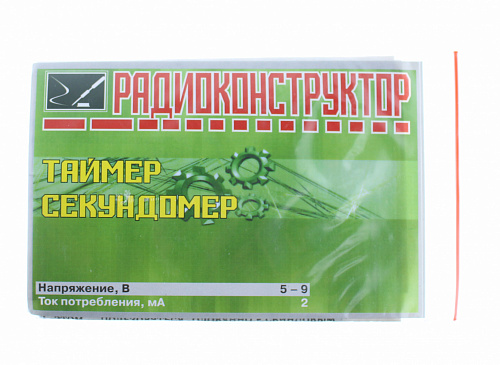 РАДИОКОНСТРУКТОР
ТАЙМЕР
СЕКУНДОМЕР
Напряжение, В 5 – 9
Ток потребления, мА 2